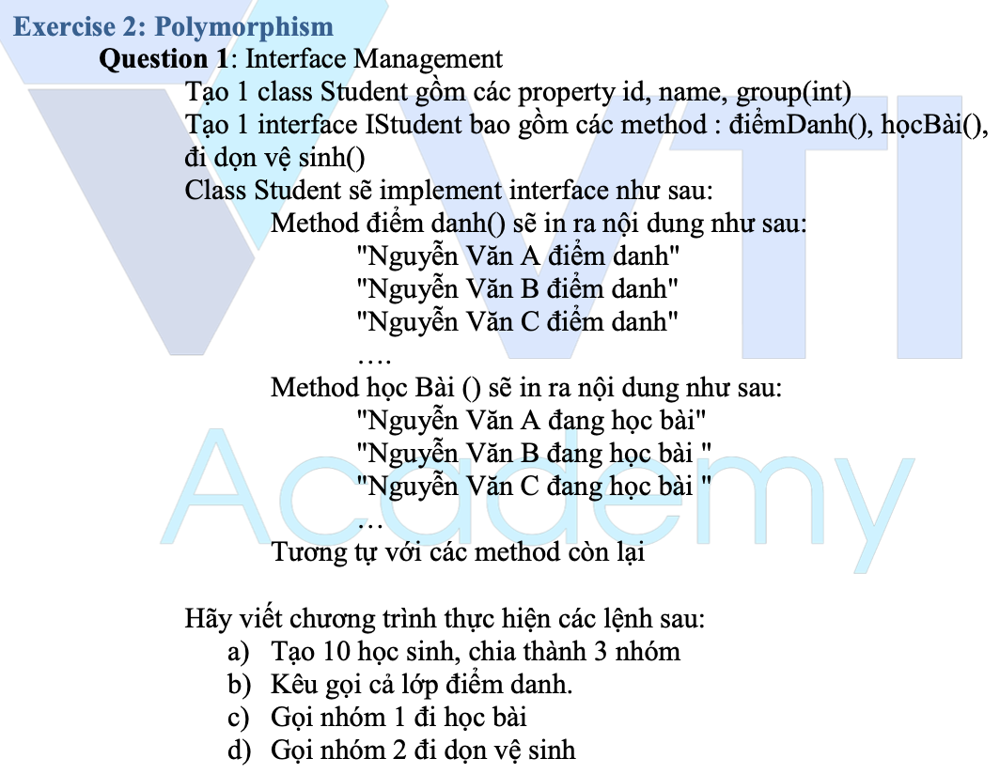 Exercise 2: Polymorphism
Question 1: Interface Management
Tạo 1 class Student gồm các property id, name, group(int)
Tạo 1 interface IStudent bao gồm các method : điểmDanh(), họcBài(),
đi dọn vệ sinh()
Class Student sẽ implement interface như sau:
Method điểm danh() sẽ in ra nội dung như sau:
"Nguyễn Văn A điểm danh"
"Nguyễn Văn B điểm danh"
"Nguyễn Văn C điểm danh"
….
Method học Bài () sẽ in ra nội dung như sau:
"Nguyễn Văn A đang học bài"
"Nguyễn Văn B đang học bài "
"Nguyễn Văn C đang học bài "
…
Tương tự với các method còn lại
Hãy viết chương trình thực hiện các lệnh sau:
a) Tạo 10 học sinh, chia thành 3 nhóm
b) Kêu gọi cả lớp điểm danh.
c) Gọi nhóm 1 đi học bài
d) Gọi nhóm 2 đi dọn vệ sinh
VTI
Academy